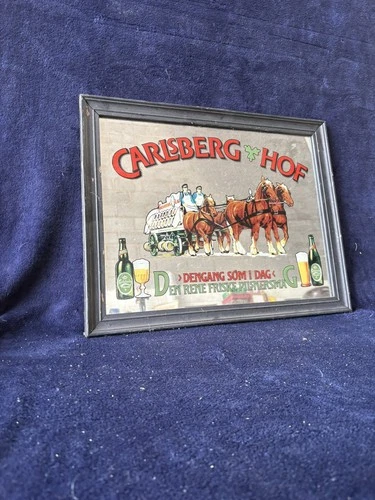 CARLSBERG HOF
›DENGANG SOM I DAG‹
DEN RENE FRISKE PILSNERSMAG